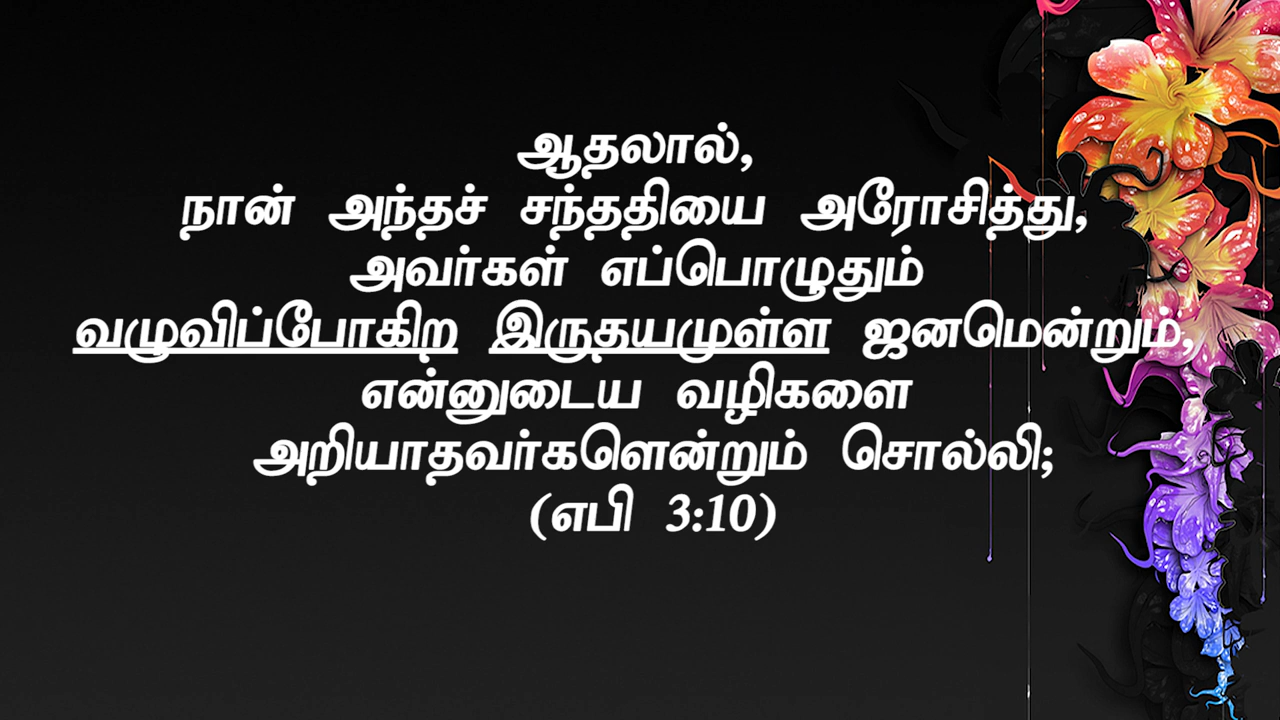 ஆதலால்,
நான் அந்தச் சந்ததியை அரோசித்து,
அவர்கள் எப்பொழுதும்
வழுவிப்போகிற இருதயமுள்ள ஜனமென்றும்,
என்னுடைய வழிகளை
அறியாதவர்களென்றும் சொல்லி;
(எபி 3:10)